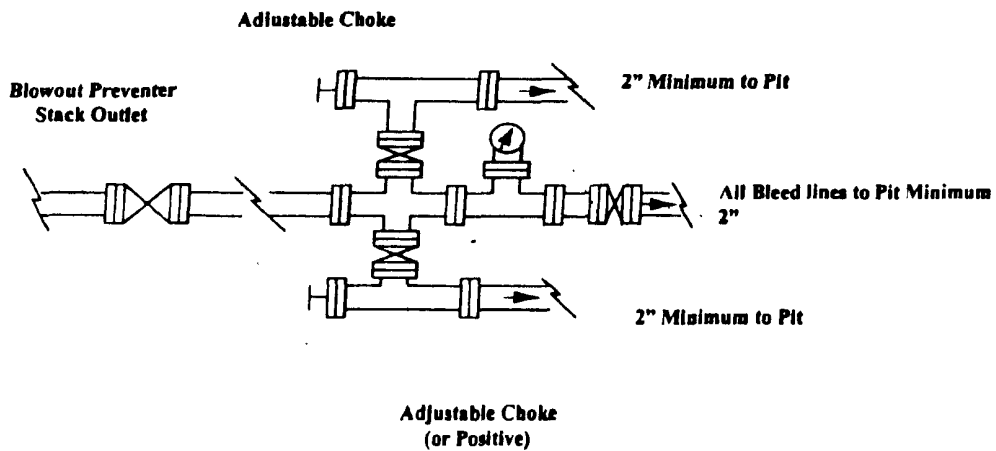 Adjustable Choke
Blowout Preventer
Stack Outlet
2" Minimum to Pit
All Bleed lines to Pit Minimum
2"
2" Minimum to Pit
Adjustable Choke
(or Positive)